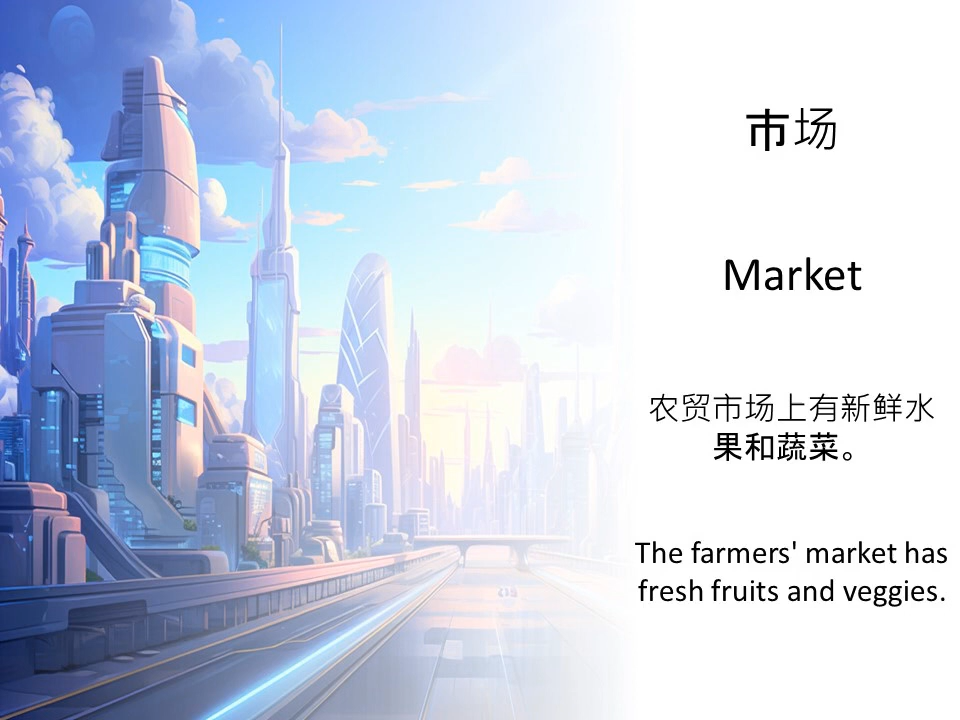 市场
Market
农贸市场上有新鲜水
果和蔬菜。
The farmers' market has
fresh fruits and veggies.